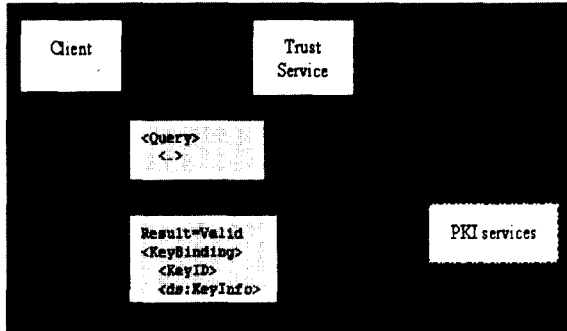 Client
Trust
Service
<Query>
<…>
Result=Valid
<KeyBinding>
<KeyID>
<ds:KeyInfo>
PKI services